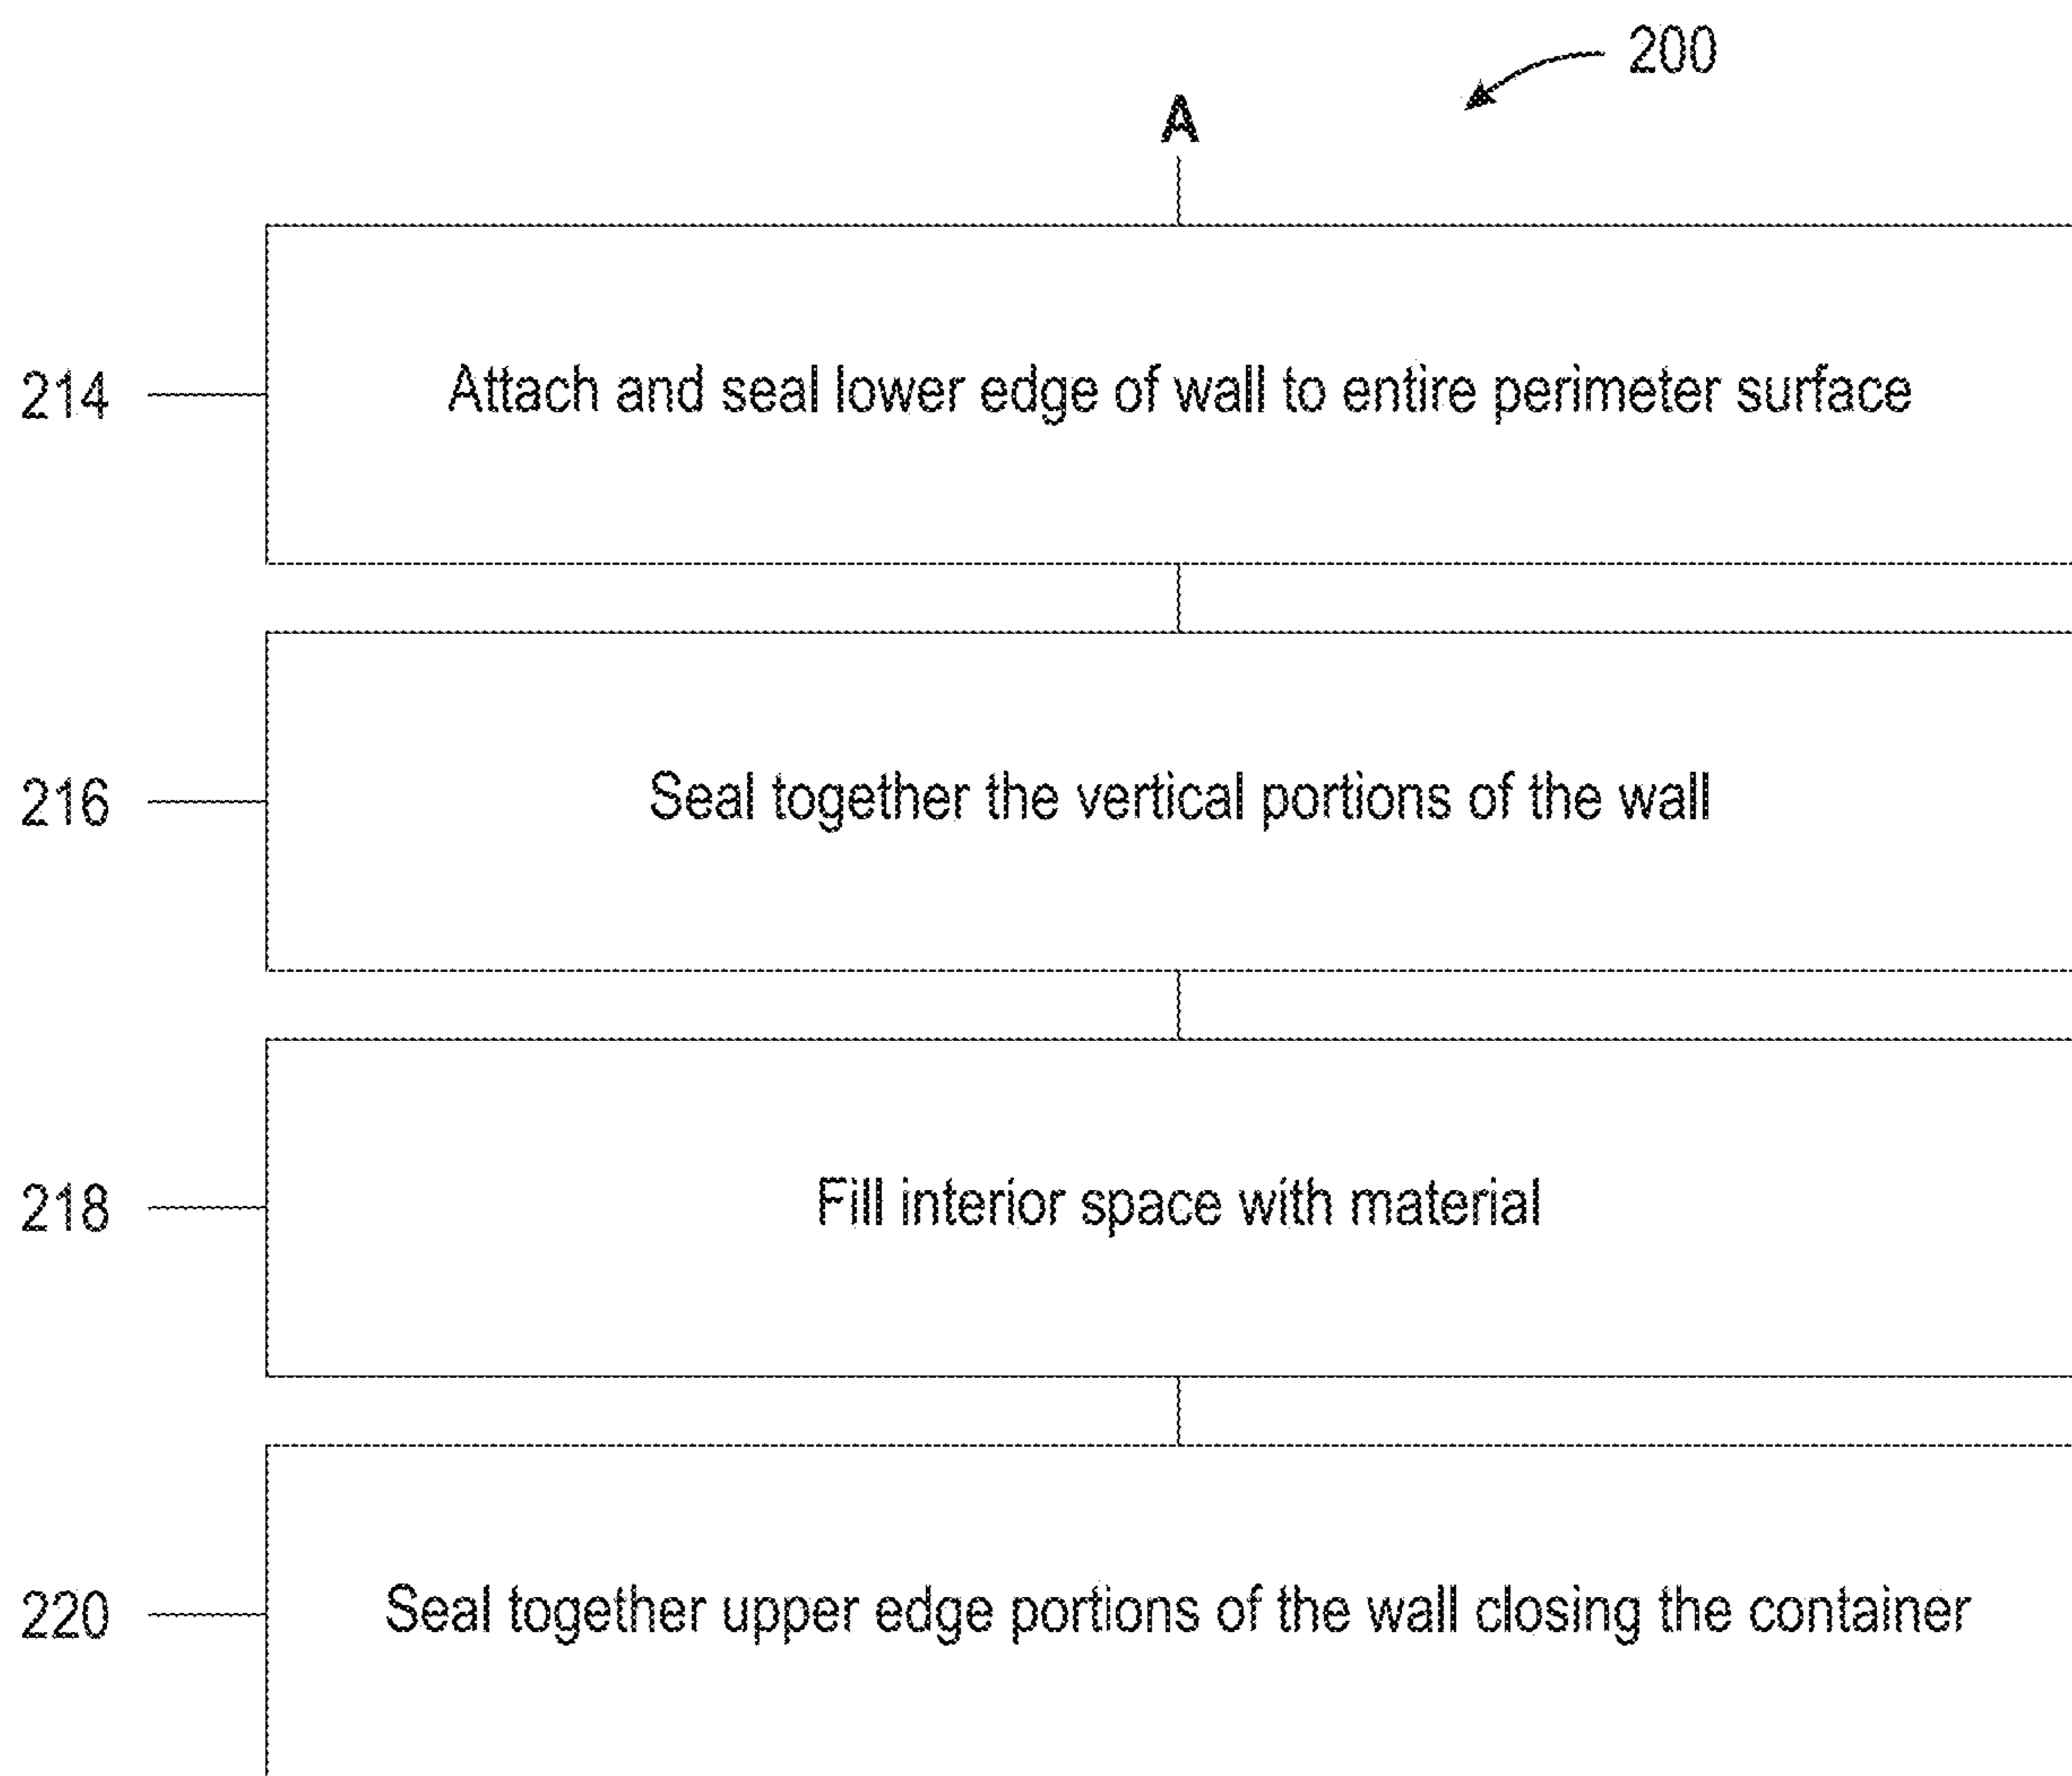 200
A
214
Attach and seal lower edge of wall to entire perimeter surface
216
Seal together the vertical portions of the wall
218
Fill interior space with material
220
Seal together upper edge portions of the wall closing the container